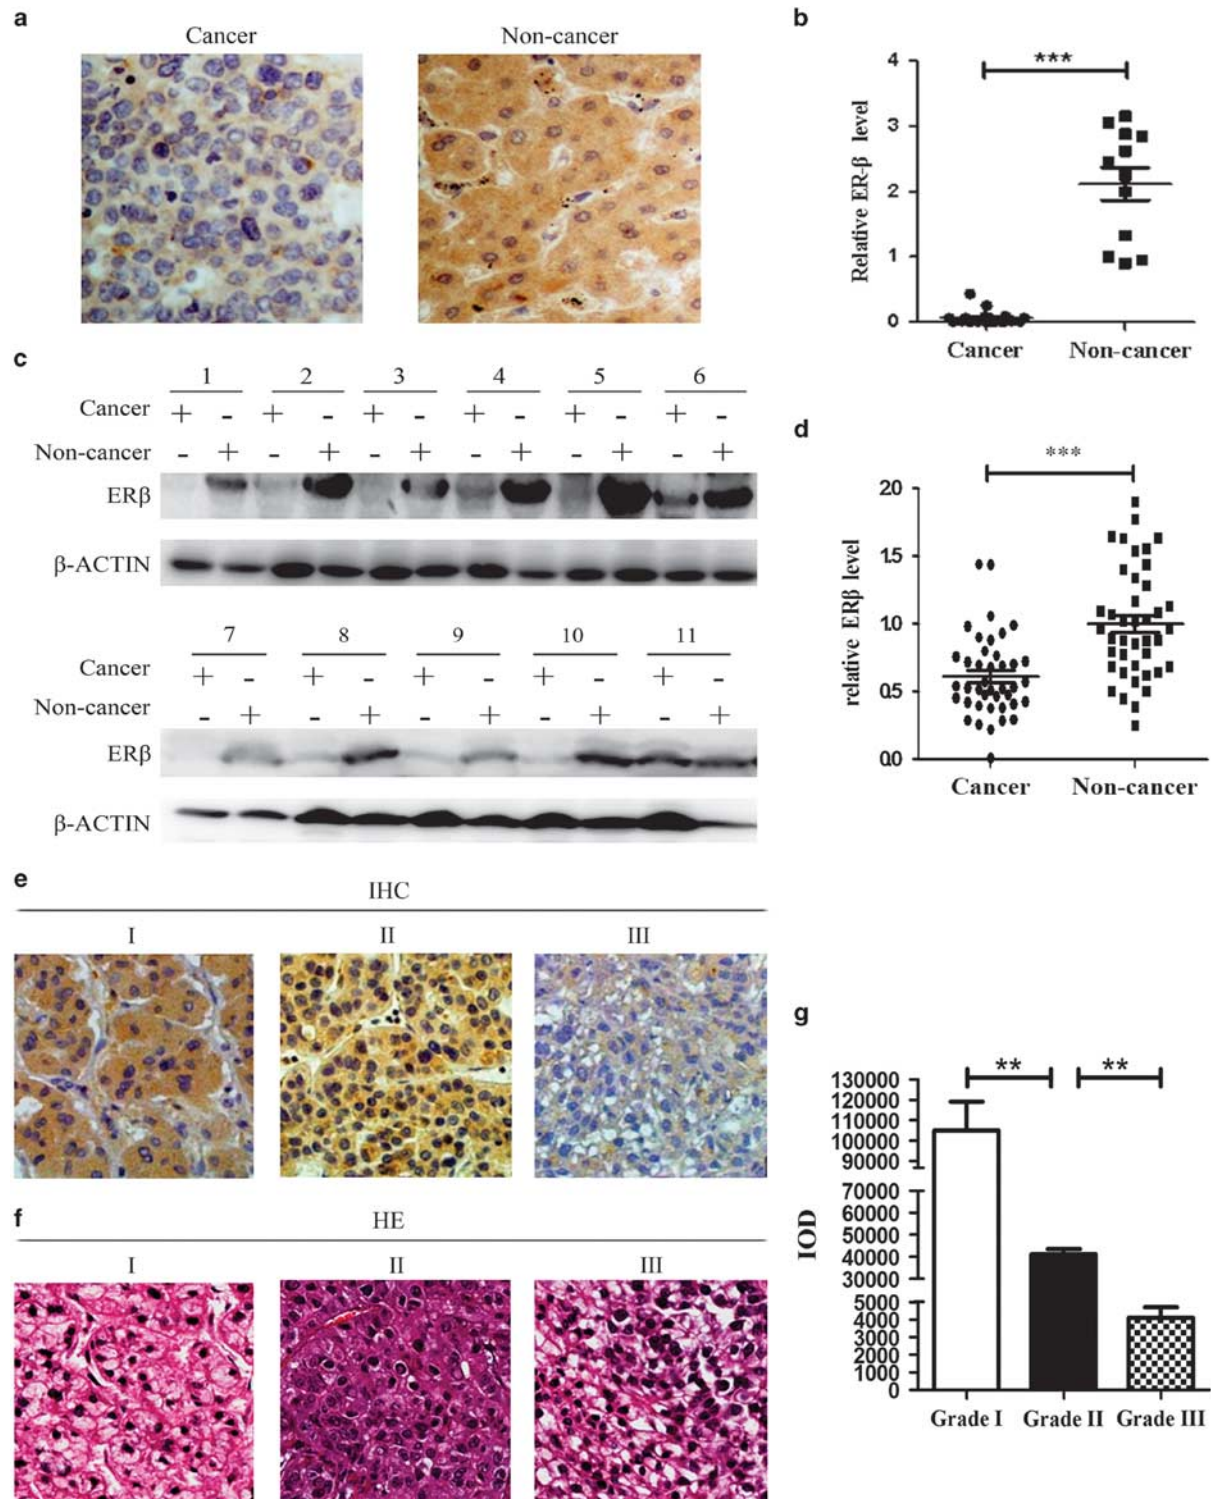 a
Cancer
Non-cancer
b
***
4
3
2
1
0
Relative ER-β level
Cancer Non-cancer
c
1 2 3 4 5 6
Cancer + - + - + - + - + - + -
Non-cancer - + - + - + - + - + - +
ERβ
β-ACTIN
7 8 9 10 11
Cancer + - + - + - + - + -
Non-cancer - + - + - + - + - +
ERβ
β-ACTIN
d
***
2.0
1.5
1.0
0.5
0.0
relative ERβ level
Cancer Non-cancer
e
IHC
I II III
f
HE
I II III
g
** **
130000
120000
110000
100000
90000
70000
60000
50000
40000
30000
5000
4000
3000
2000
1000
0
IOD
Grade I Grade II Grade III